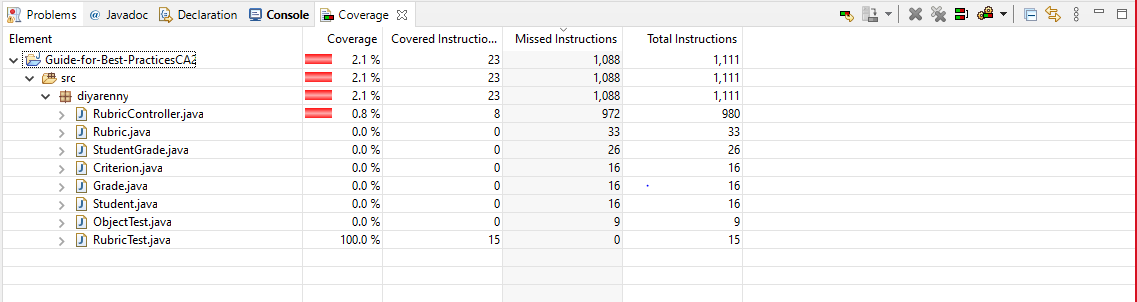 Problems @ Javadoc Declaration Console Coverage
Element Coverage Covered Instructio... Missed Instructions Total Instructions
Guide-for-Best-PracticesCA2 2.1 % 23 1,088 1,111
src 2.1 % 23 1,088 1,111
diyarenny 2.1 % 23 1,088 1,111
RubricController.java 0.8 % 8 972 980
Rubric.java 0.0 % 0 33 33
StudentGrade.java 0.0 % 0 26 26
Criterion.java 0.0 % 0 16 16
Grade.java 0.0 % 0 16 16
Student.java 0.0 % 0 16 16
ObjectTest.java 0.0 % 0 9 9
RubricTest.java 100.0 % 15 0 15